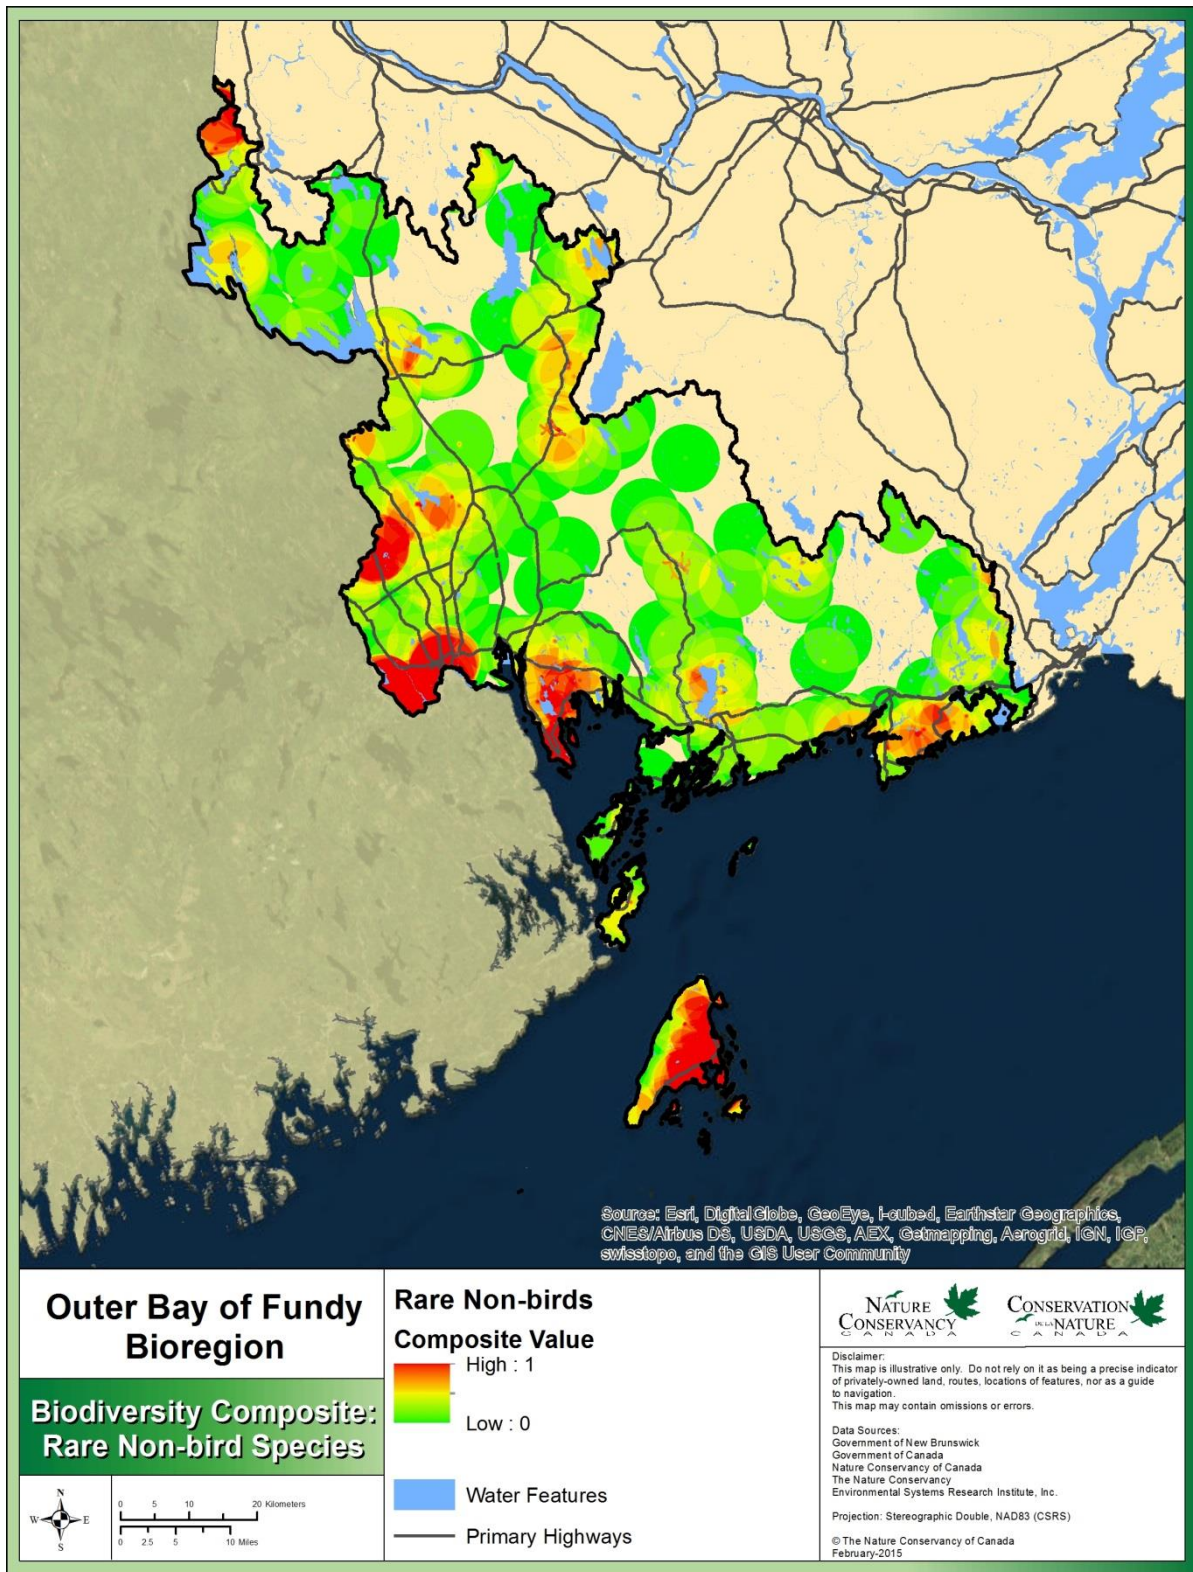 Source: Esri, DigitalGlobe, GeoEye, i-cubed, Earthstar Geographics,
CNES/Airbus DS, USDA, USGS, AEX, Getmapping, Aerogrid, IGN, IGP,
swisstopo, and the GIS User Community
Outer Bay of Fundy
Bioregion
Biodiversity Composite:
Rare Non-bird Species
N
W E
S
0 5 10 20 Kilometers
0 2.5 5 10 Miles
Rare Non-birds
Composite Value
High : 1
Low : 0
Water Features
Primary Highways
NATURE
CONSERVANCY
CANADA
CONSERVATION
DE LA NATURE
CANADA
Disclaimer:
This map is illustrative only. Do not rely on it as being a precise indicator
of privately-owned land, routes, locations of features, nor as a guide
to navigation.
This map may contain omissions or errors.
Data Sources:
Government of New Brunswick
Government of Canada
Nature Conservancy of Canada
The Nature Conservancy
Environmental Systems Research Institute, Inc.
Projection: Stereographic Double, NAD83 (CSRS)
© The Nature Conservancy of Canada
February-2015